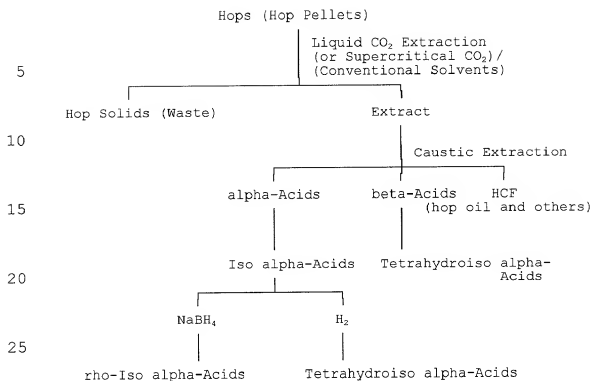 Hops (Hop Pellets)
Liquid CO₂ Extraction
(or Supercritical CO₂)/
5 (Conventional Solvents)
Hop Solids (Waste) Extract
10
Caustic Extraction
alpha-Acids beta-Acids HCF
15 (hop oil and others)
Iso alpha-Acids Tetrahydroiso alpha-
20 Acids
NaBH₄ H₂
25
rho-Iso alpha-Acids Tetrahydroiso alpha-Acids